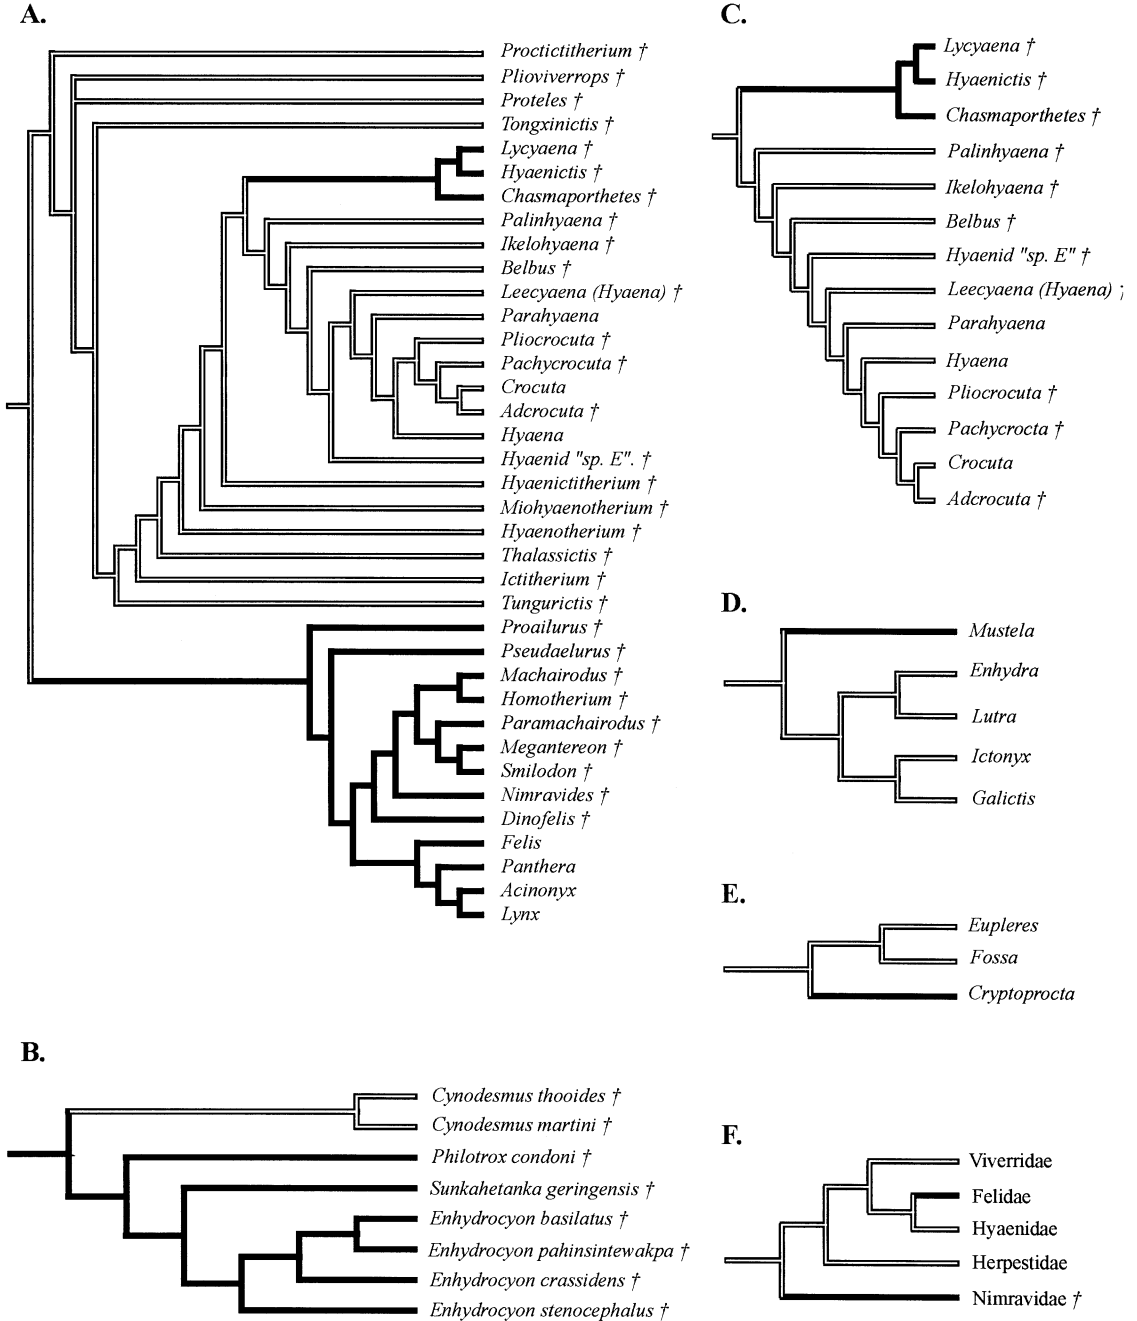 A.
Proctictitherium †
Plioviverrops †
Proteles †
Tongxinictis †
Lycyaena †
Hyaenictis †
Chasmaporthetes †
Palinhyaena †
Ikelohyaena †
Belbus †
Leecyaena (Hyaena) †
Parahyaena
Pliocrocuta †
Pachycrocuta †
Crocuta
Adcrocuta †
Hyaena
Hyaenid "sp. E". †
Hyaenictitherium †
Miohyaenotherium †
Hyaenotherium †
Thalassictis †
Ictitherium †
Tungurictis †
Proailurus †
Pseudaelurus †
Machairodus †
Homotherium †
Paramachairodus †
Megantereon †
Smilodon †
Nimravides †
Dinofelis †
Felis
Panthera
Acinonyx
Lynx
B.
Cynodesmus thooides †
Cynodesmus martini †
Philotrox condoni †
Sunkahetanka geringensis †
Enhydrocyon basilatus †
Enhydrocyon pahinsintewakpa †
Enhydrocyon crassidens †
Enhydrocyon stenocephalus †
C.
Lycyaena †
Hyaenictis †
Chasmaporthetes †
Palinhyaena †
Ikelohyaena †
Belbus †
Hyaenid "sp. E" †
Leecyaena (Hyaena) †
Parahyaena
Hyaena
Pliocrocuta †
Pachycrocta †
Crocuta
Adcrocuta †
D.
Mustela
Enhydra
Lutra
Ictonyx
Galictis
E.
Eupleres
Fossa
Cryptoprocta
F.
Viverridae
Felidae
Hyaenidae
Herpestidae
Nimravidae †